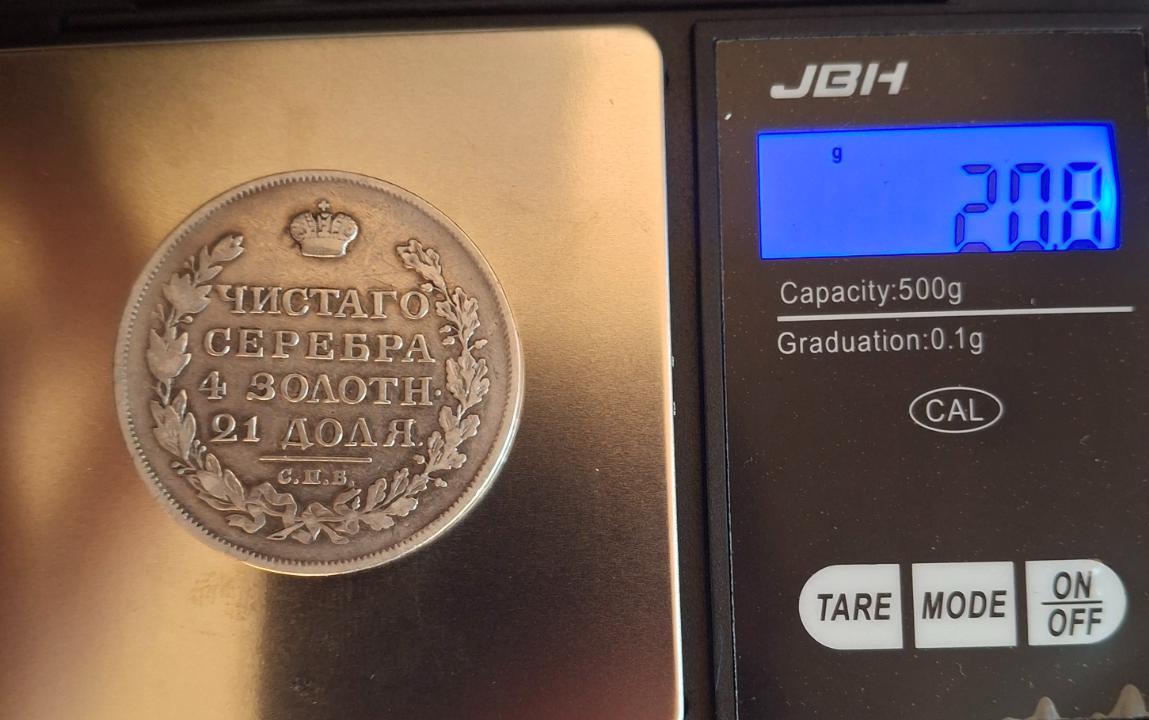 ЧИСТАГО
СЕРЕБРА
4 ЗОЛОТН.
21 ДОЛЯ.
С.П.Б.
JBH
g
20.8
Capacity:500g
Graduation:0.1g
CAL
TARE
MODE
ON
OFF